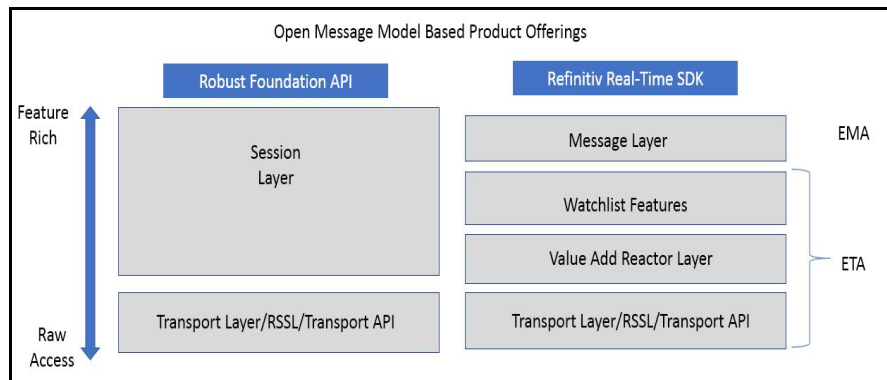 Open Message Model Based Product Offerings
Robust Foundation API
Refinitiv Real-Time SDK
Feature
Rich
Session
Layer
Message Layer
EMA
Watchlist Features
Value Add Reactor Layer
ETA
Transport Layer/RSSL/Transport API
Transport Layer/RSSL/Transport API
Raw
Access